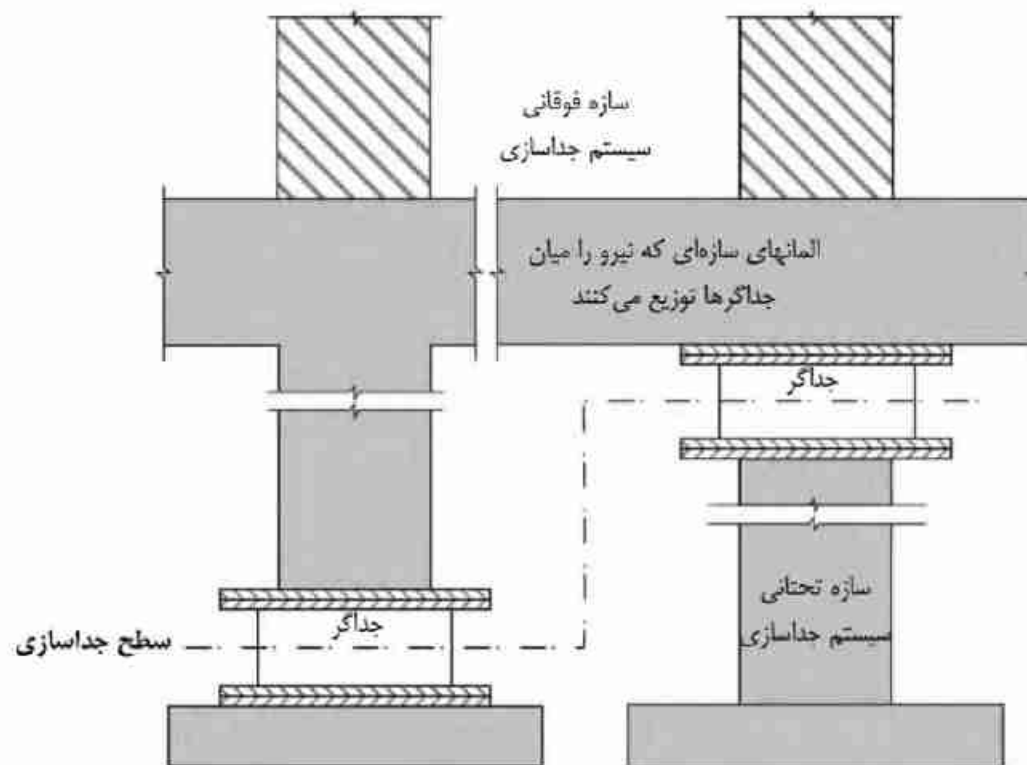 سازه فوقانی
سیستم جداسازی
المانهای سازه‌ای که نیرو را میان
جداگرها توزیع می‌کنند
جداگر
سازه تحتانی
سیستم جداسازی
جداگر
سطح جداسازی